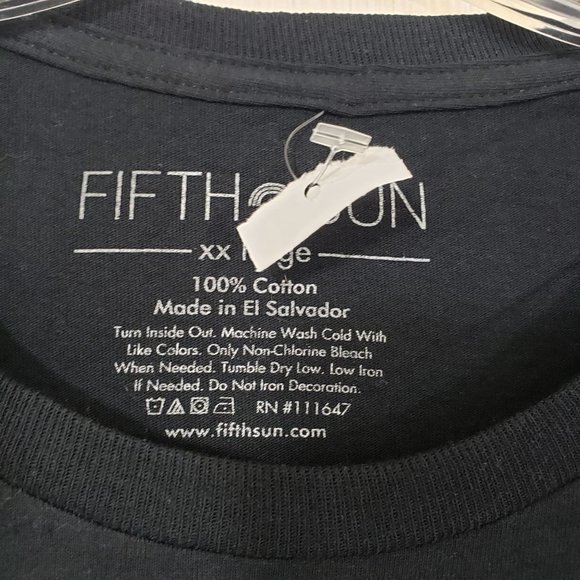 FIFTH SUN
XX
100% Cotton
Made in El Salvador
Turn Inside Out. Machine Wash Cold With
Like Colors. Only Non-Chlorine Bleach
When Needed. Tumble Dry Low. Low Iron
If Needed. Do Not Iron Decoration.
RN #111647
www.fifthsun.com